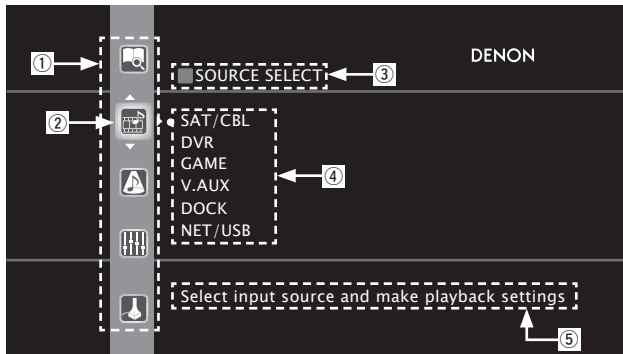 DENON
①
SOURCE SELECT
③
②
SAT/CBL
DVR
GAME
V.AUX
DOCK
NET/USB
④
Select input source and make playback settings
⑤